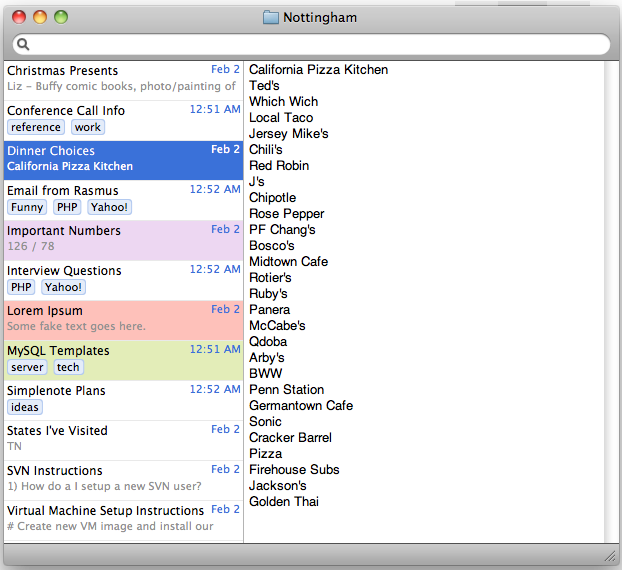 Nottingham
Christmas Presents Feb 2
Liz - Buffy comic books, photo/painting of
Conference Call Info 12:51 AM
reference work
Dinner Choices Feb 2
California Pizza Kitchen
Email from Rasmus 12:52 AM
Funny PHP Yahoo!
Important Numbers Feb 2
126 / 78
Interview Questions 12:52 AM
PHP Yahoo!
Lorem Ipsum Feb 2
Some fake text goes here.
MySQL Templates 12:51 AM
server tech
Simplenote Plans 12:52 AM
ideas
States I've Visited Feb 2
TN
SVN Instructions Feb 2
1) How do a I setup a new SVN user?
Virtual Machine Setup Instructions Feb 2
# Create new VM image and install our
California Pizza Kitchen
Ted's
Which Wich
Local Taco
Jersey Mike's
Chili's
Red Robin
J's
Chipotle
Rose Pepper
PF Chang's
Bosco's
Midtown Cafe
Rotier's
Ruby's
Panera
McCabe's
Qdoba
Arby's
BWW
Penn Station
Germantown Cafe
Sonic
Cracker Barrel
Pizza
Firehouse Subs
Jackson's
Golden Thai